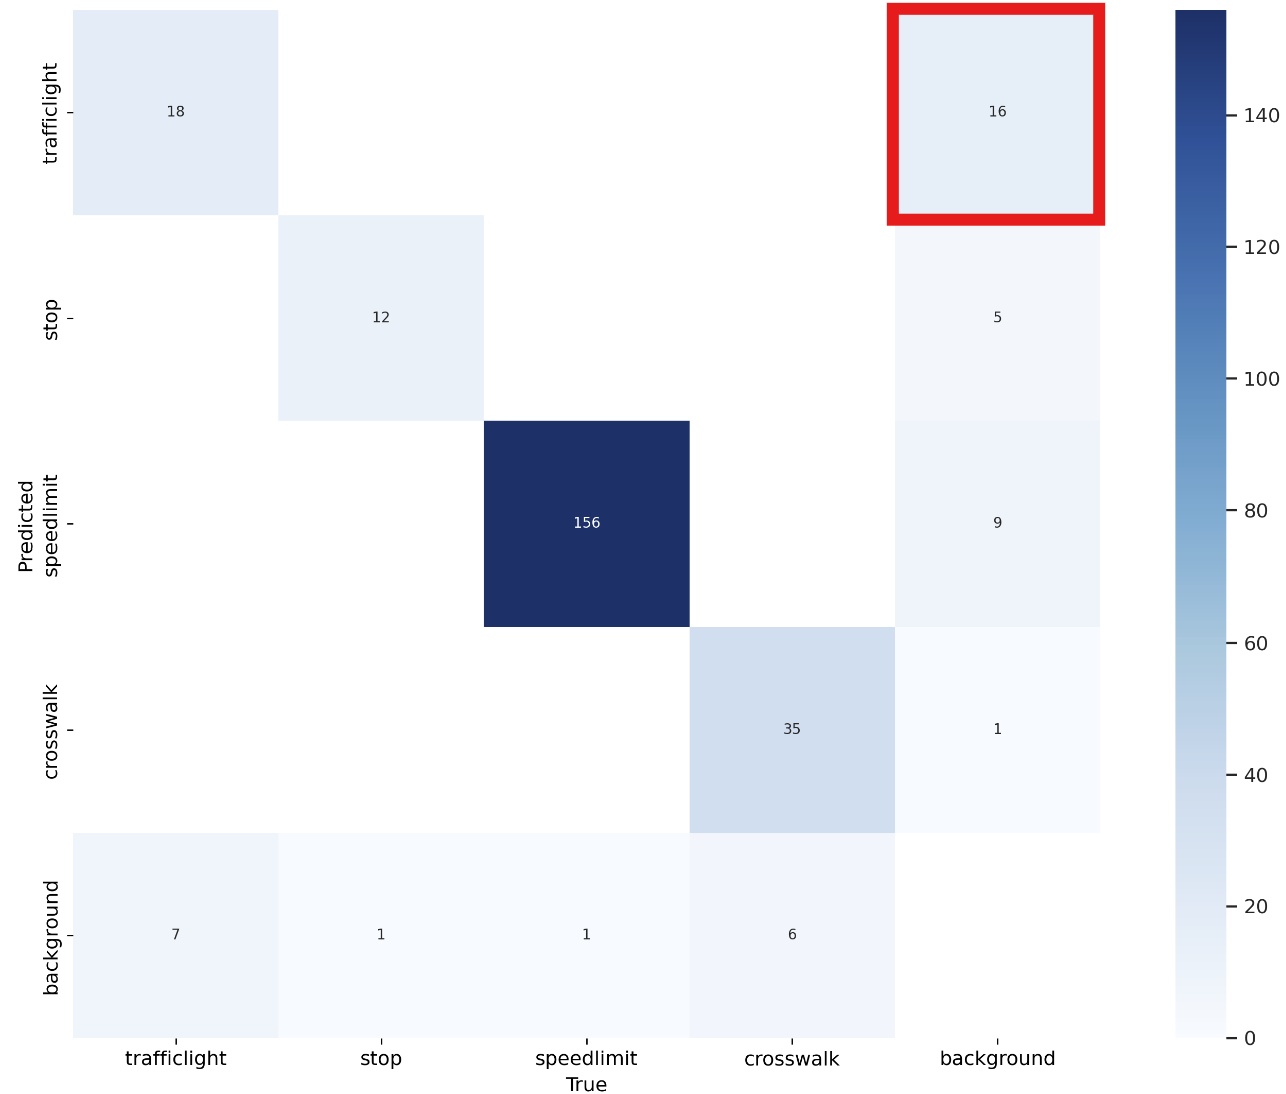 trafficlight
18
16
140
120
stop
12
5
100
Predicted
speedlimit
156
9
80
60
crosswalk
35
1
40
20
background
7
1
1
6
0
trafficlight
stop
speedlimit
crosswalk
background
True